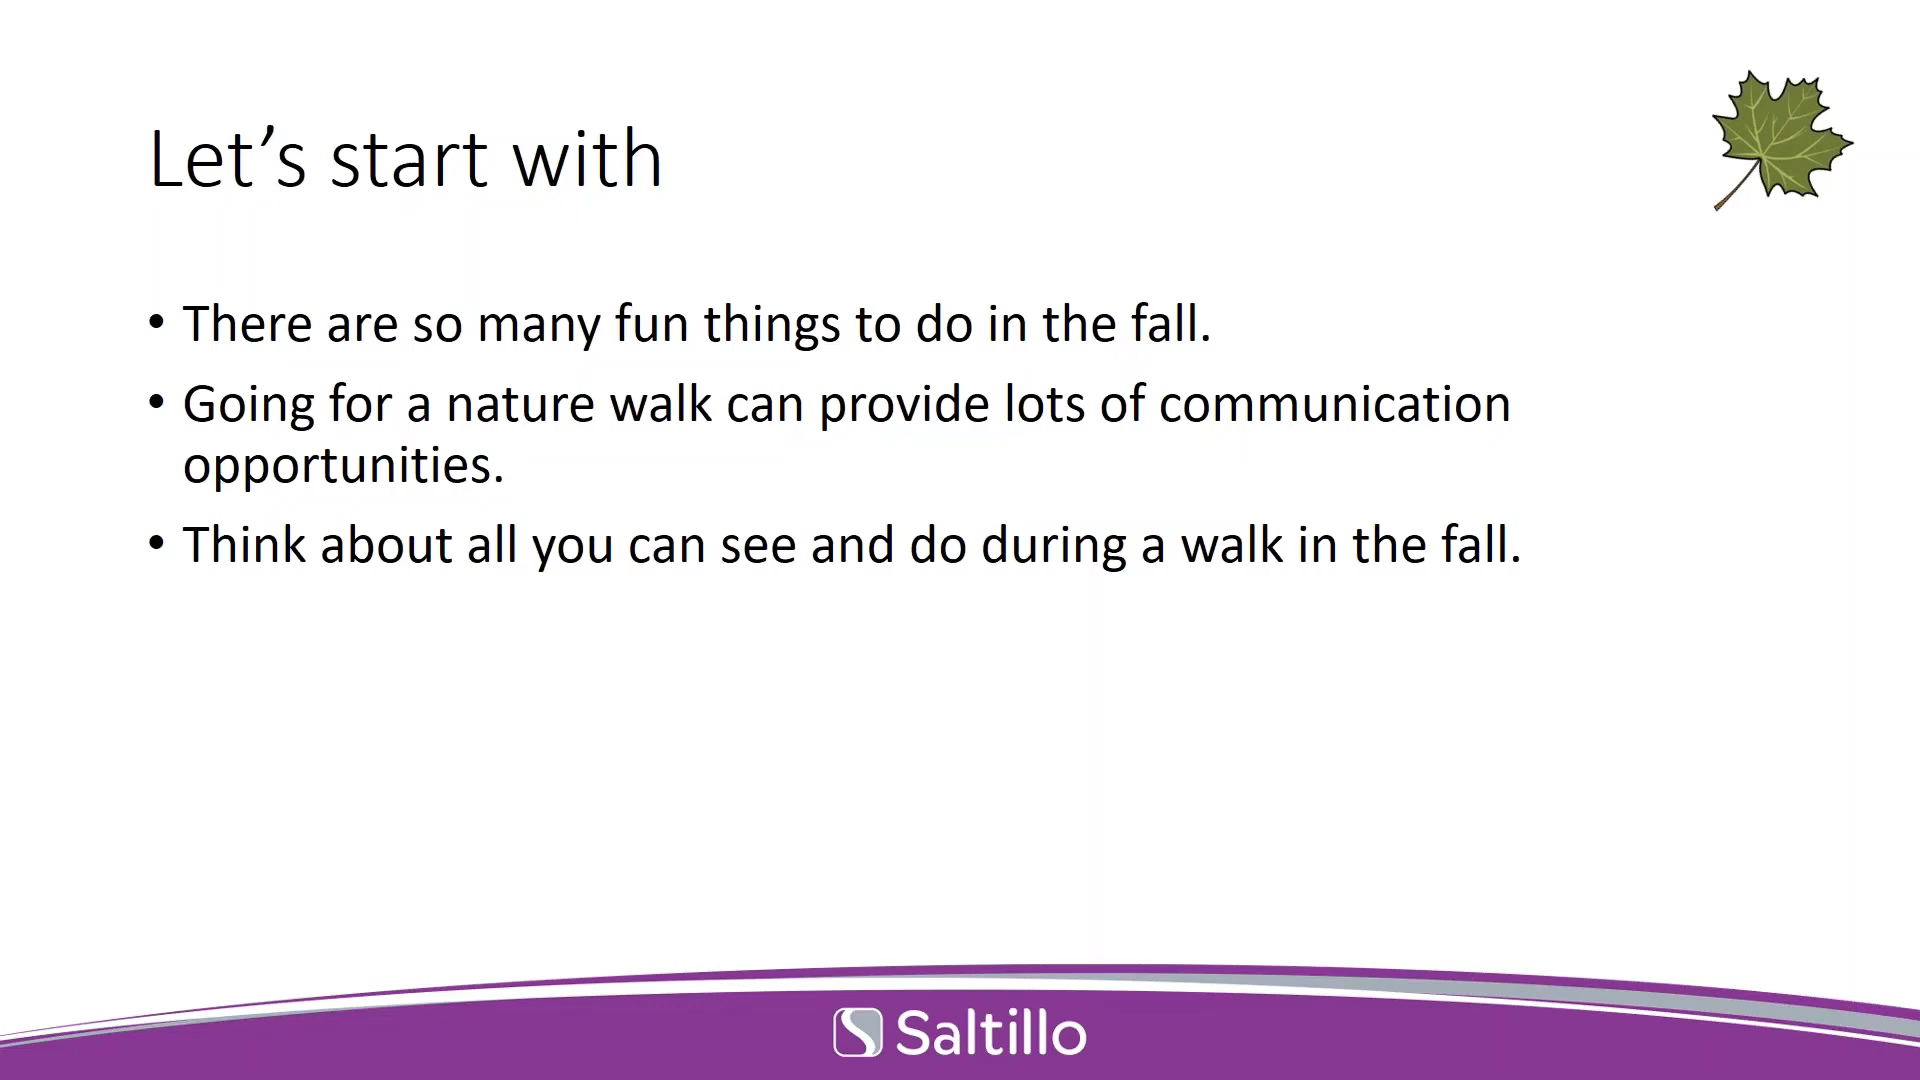 Let’s start with
• There are so many fun things to do in the fall.
• Going for a nature walk can provide lots of communication
opportunities.
• Think about all you can see and do during a walk in the fall.
Saltillo